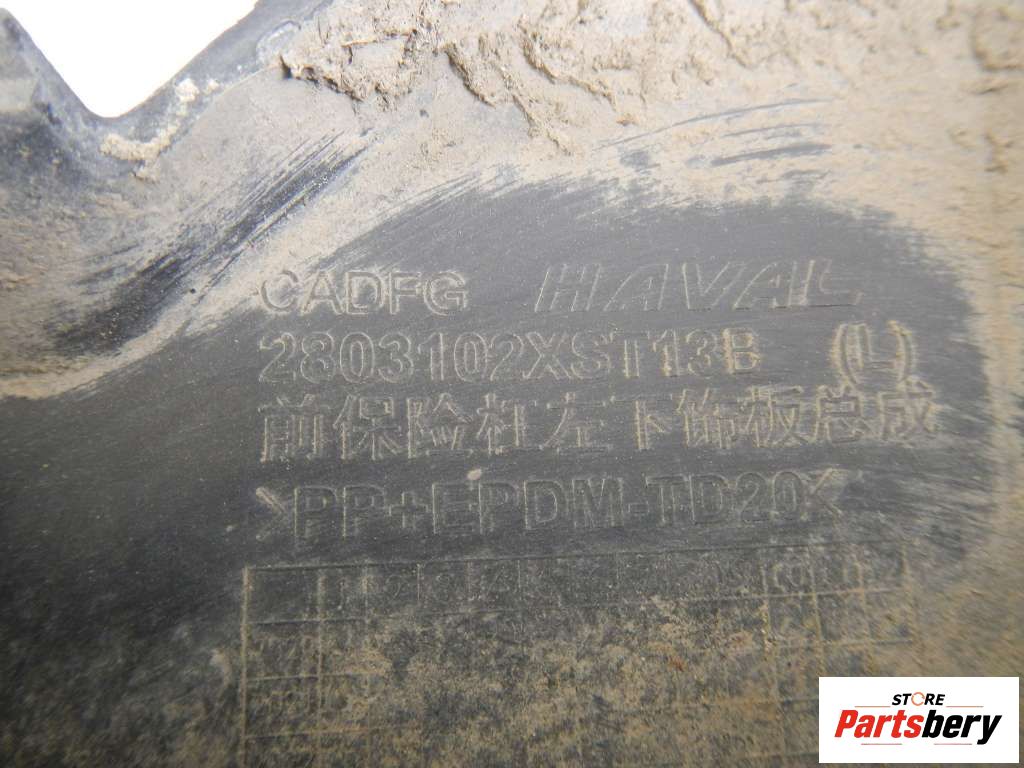 CADFG HAVAL
2803102XST13B (L)
前保险杠左下饰板总成
>PP+EPDM-TD20<
STORE
Partsbery